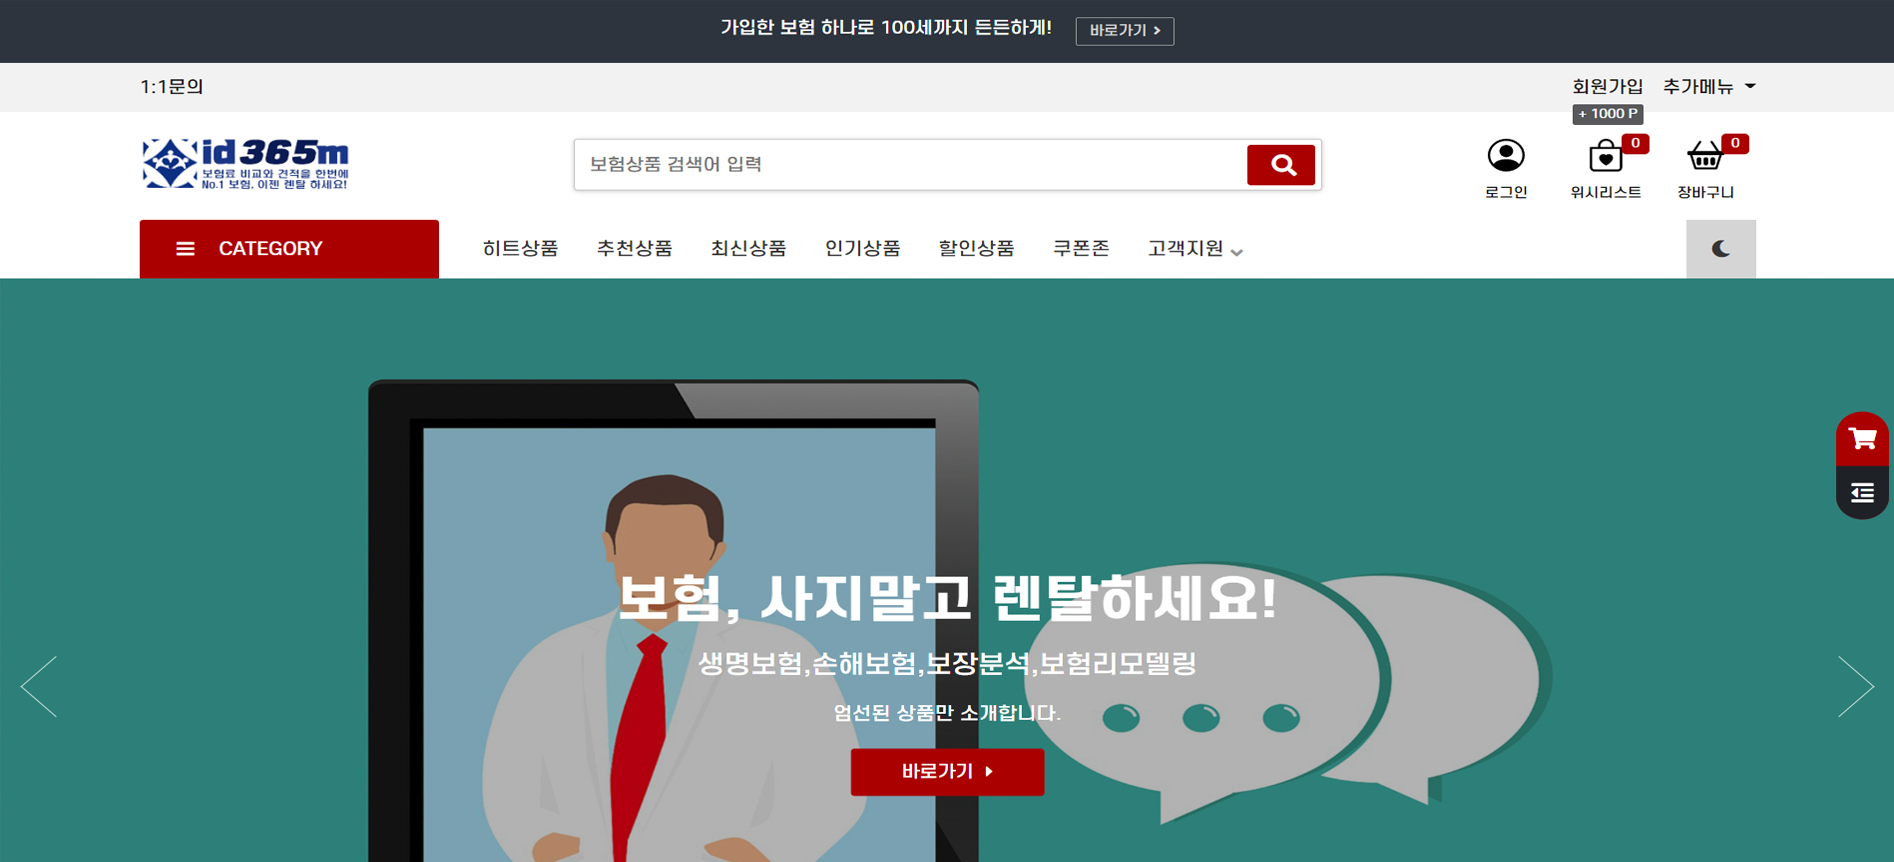 가입한 보험 하나로 100세까지 든든하게!
바로가기
1:1문의
회원가입
추가메뉴
+ 1000 P
id365m
보험료 비교와 견적을 한번에
No.1 보험. 이젠 렌탈 하세요!
보험상품 검색어 입력
로그인
0
위시리스트
0
장바구니
CATEGORY
히트상품
추천상품
최신상품
인기상품
할인상품
쿠폰존
고객지원
보험, 사지말고 렌탈하세요!
생명보험,손해보험,보장분석,보험리모델링
엄선된 상품만 소개합니다.
바로가기